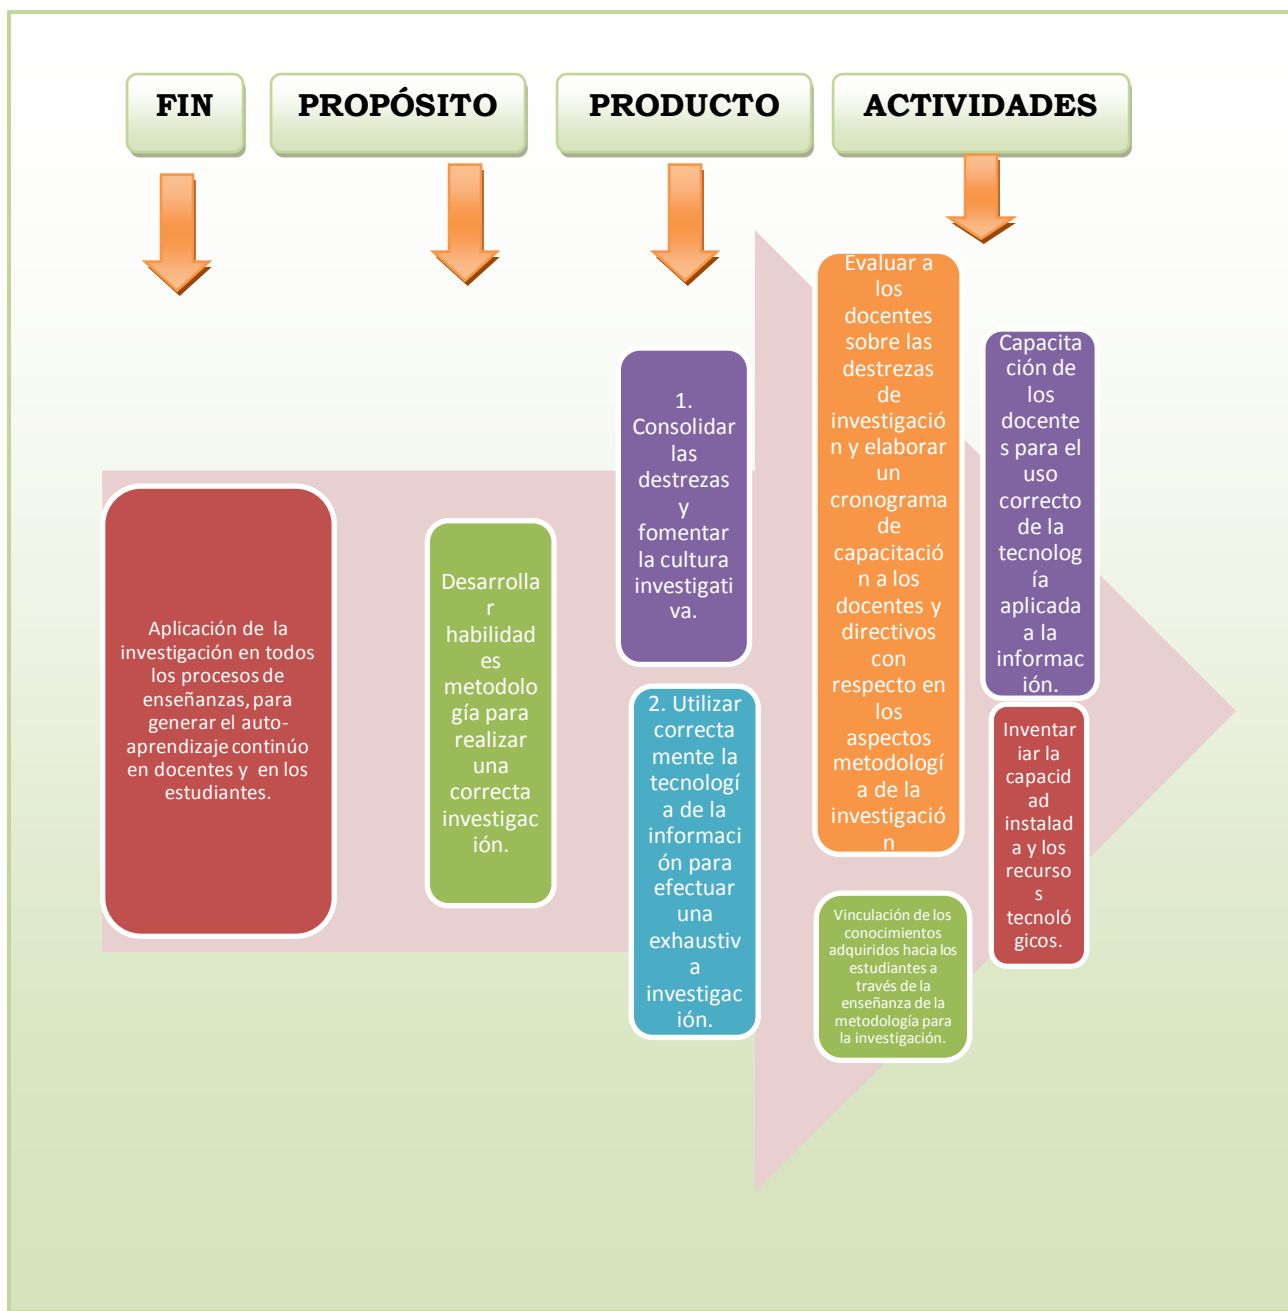 FIN
PROPÓSITO
PRODUCTO
ACTIVIDADES
Aplicación de la
investigación en todos
los procesos de
enseñanzas, para
generar el auto-
aprendizaje continúo
en docentes y en los
estudiantes.
Desarrolla
r
habilidad
es
metodolo
gía para
realizar
una
correcta
investigac
ión.
1.
Consolidar
las
destrezas
y
fomentar
la cultura
investigati
va.
2. Utilizar
correcta
mente la
tecnologí
a de la
informaci
ón para
efectuar
una
exhaustiv
a
investigac
ión.
Evaluar a
los
docentes
sobre las
destrezas
de
investigació
n y elaborar
un
cronograma
de
capacitació
n a los
docentes y
directivos
con
respecto en
los
aspectos
metodologí
a de la
investigació
n
Vinculación de los
conocimientos
adquiridos hacia los
estudiantes a
través de la
enseñanza de la
metodología para
la investigación.
Capacita
ción de
los
docente
s para el
uso
correcto
de la
tecnolog
ía
aplicada
a la
informac
ión.
Inventar
iar la
capacid
ad
instalad
a y los
recurso
s
tecnoló
gicos.